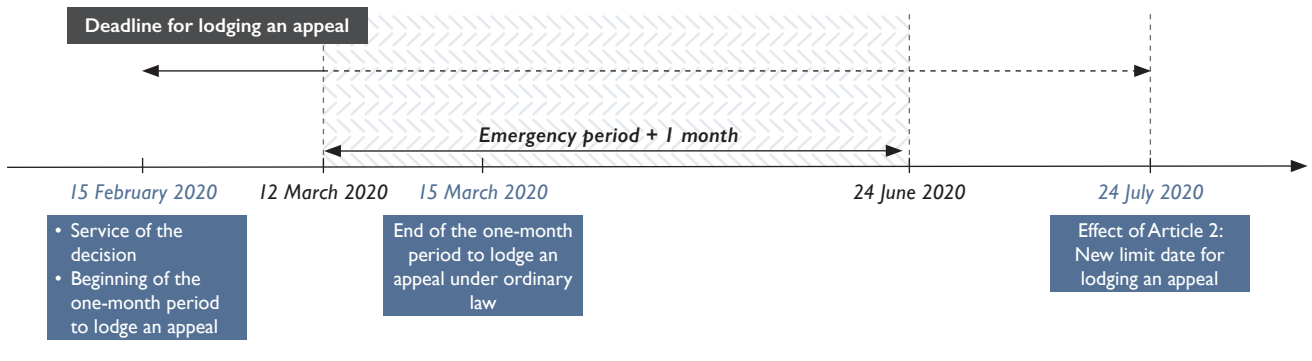 Deadline for lodging an appeal
Emergency period + 1 month
15 February 2020
12 March 2020
15 March 2020
24 June 2020
24 July 2020
• Service of the
decision
• Beginning of the
one-month period
to lodge an appeal
End of the one-month
period to lodge an
appeal under ordinary
law
Effect of Article 2:
New limit date for
lodging an appeal